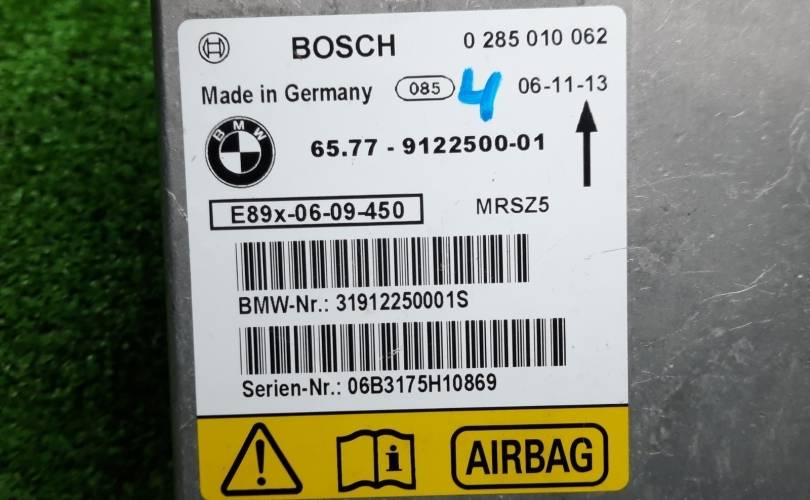 BOSCH 0 285 010 062
Made in Germany 085 4 06-11-13
BMW
65.77 - 9122500-01
E89x-06-09-450 MRSZ5
BMW-Nr.: 31912250001S
Serien-Nr.: 06B3175H10869
! i AIRBAG